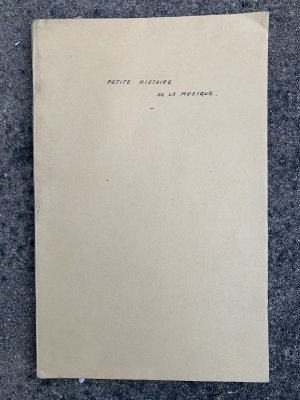 PETITE HISTOIRE
DE LA MUSIQUE.